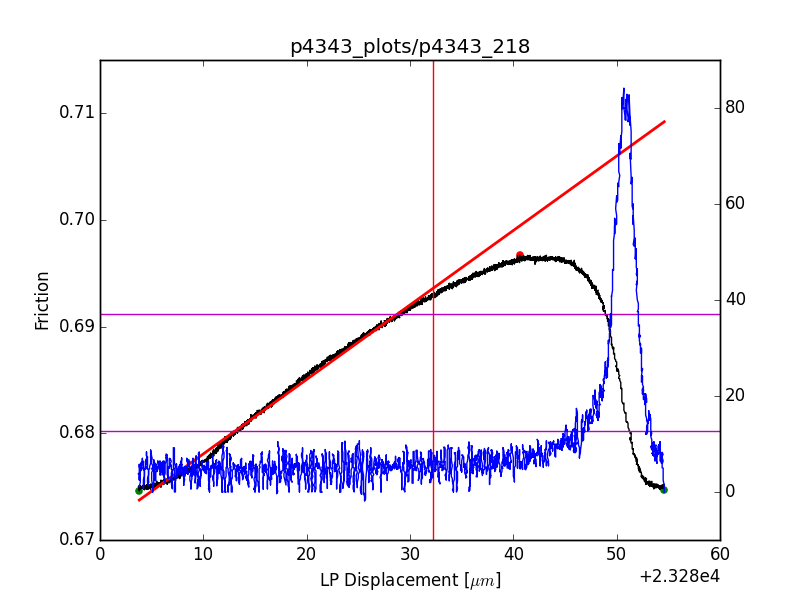 p4343_plots/p4343_218
0.71
0.70
0.69
0.68
0.67
Friction
80
60
40
20
0
0 10 20 30 40 50 60
LP Displacement [μm]
+2.328e4